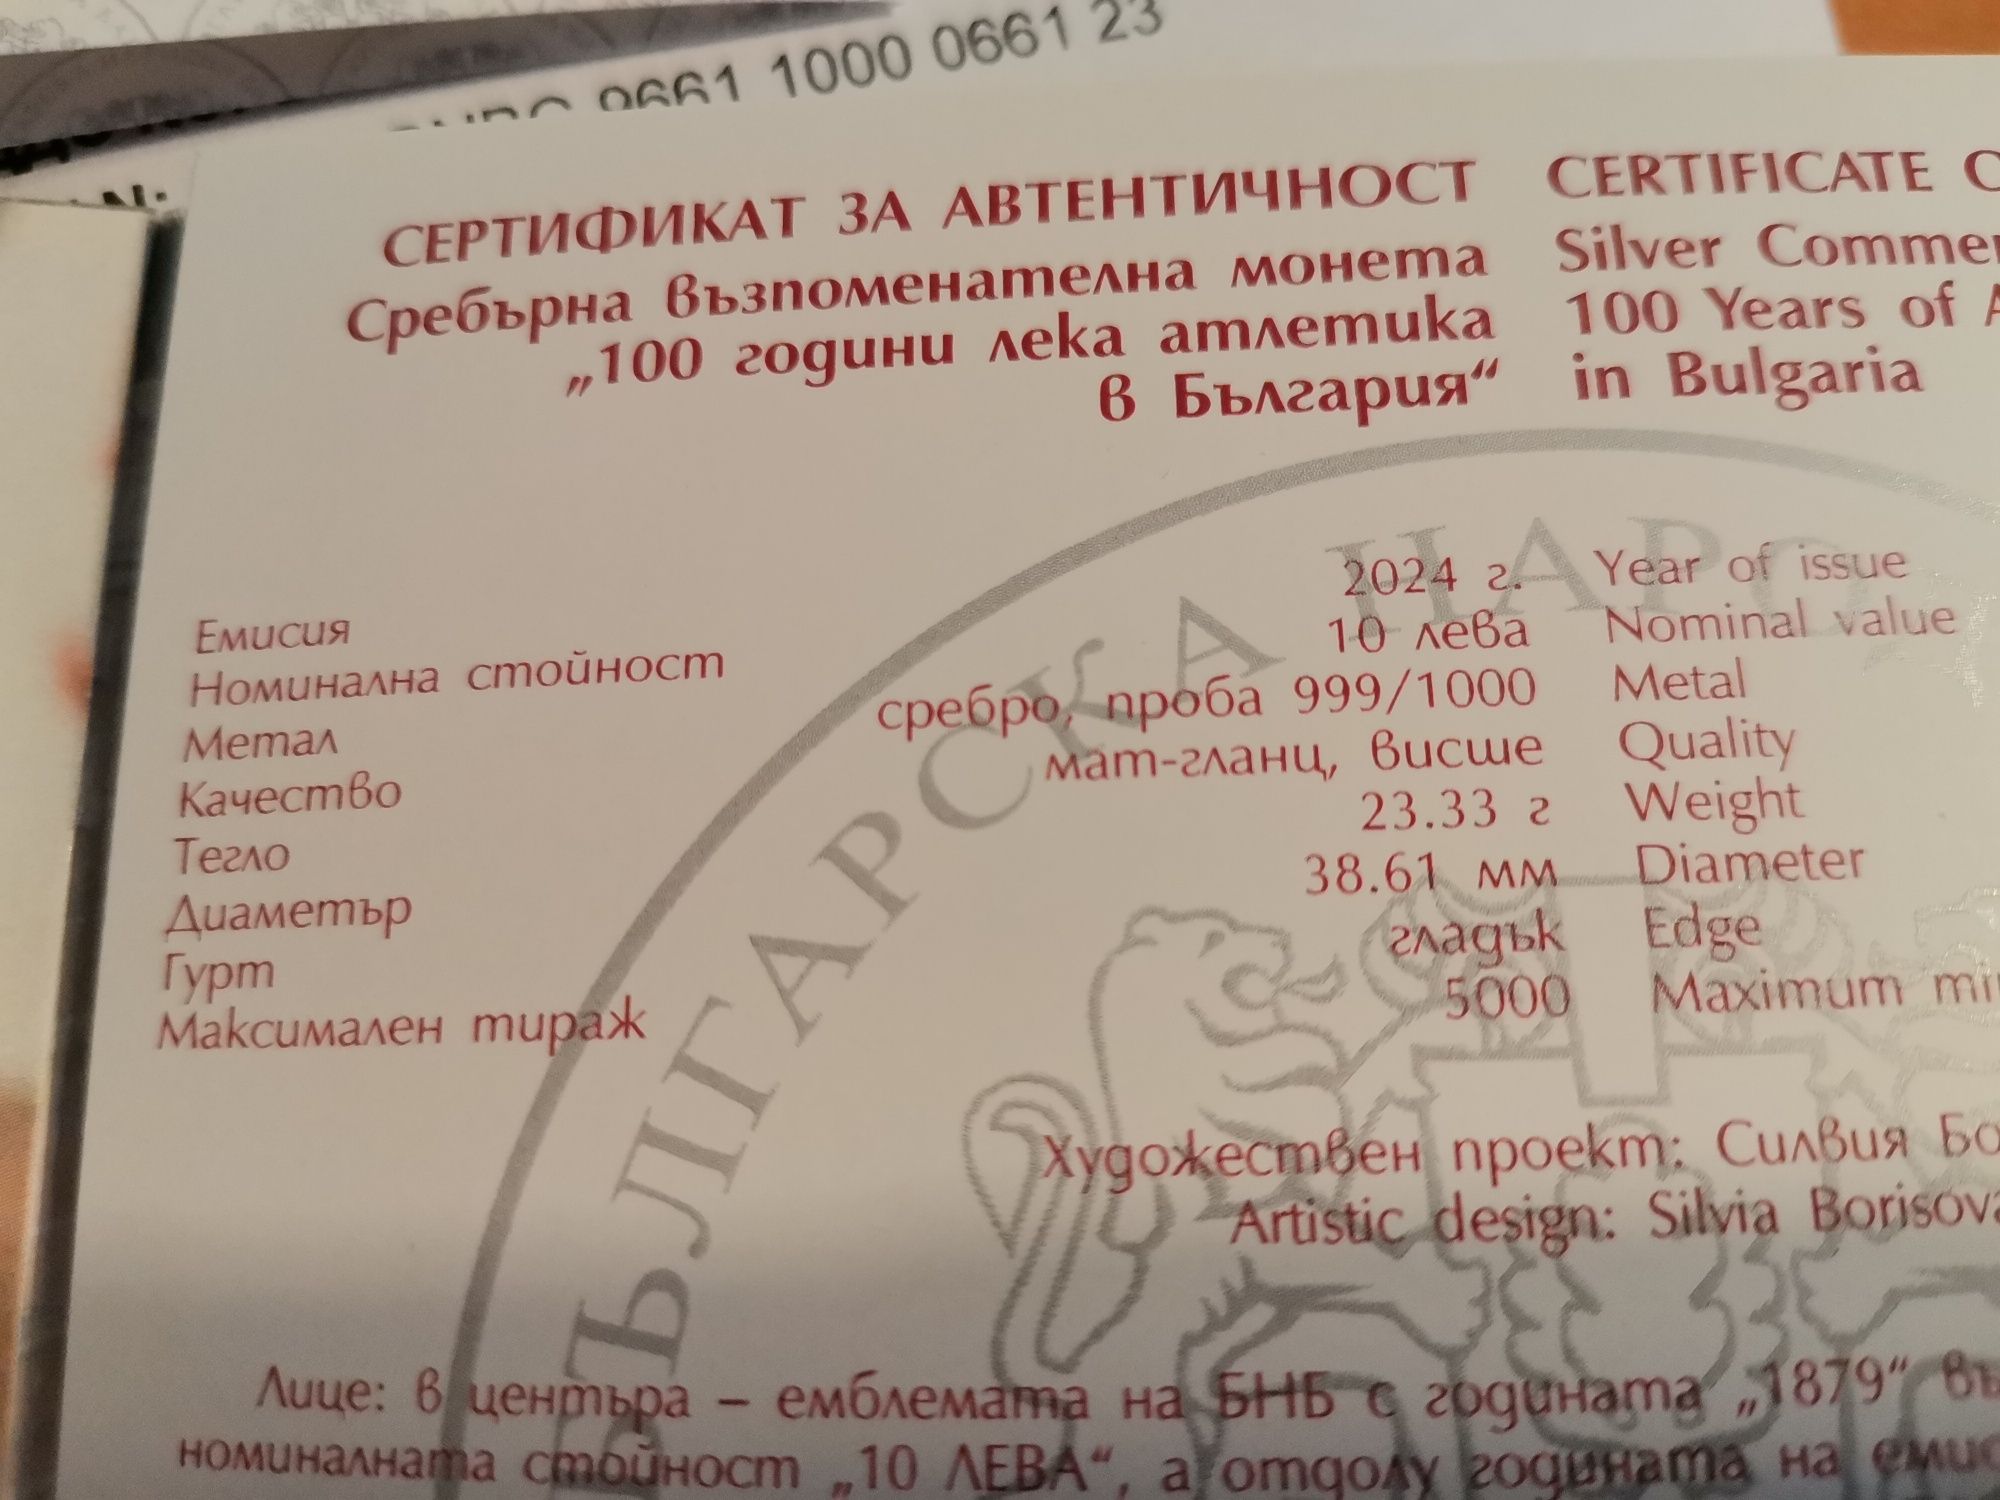 9661 1000 0661 23
СЕРТИФИКАТ ЗА АВТЕНТИЧНОСТ
Сребърна възпоменателна монета
„100 години лека атлетика
в България“
CERTIFICATE
Silver
100 Years of
in Bulgaria
БЪЛГАРСКА НАРО
Емисия 2024 г. Year of issue
Номинална стойност 10 лева Nominal value
Метал сребро, проба 999/1000 Metal
Качество мат-гланц, висше Quality
Тегло 23.33 г Weight
Диаметър 38.61 мм Diameter
Гурт гладък Edge
Максимален тираж 5000 Maximum
Художествен проект: Силвия
Artistic design: Silvia Borisova
Лице: в центъра – емблемата на БНБ с годината „1879“
номиналната стойност „10 ЛЕВА“, а отдолу годината на